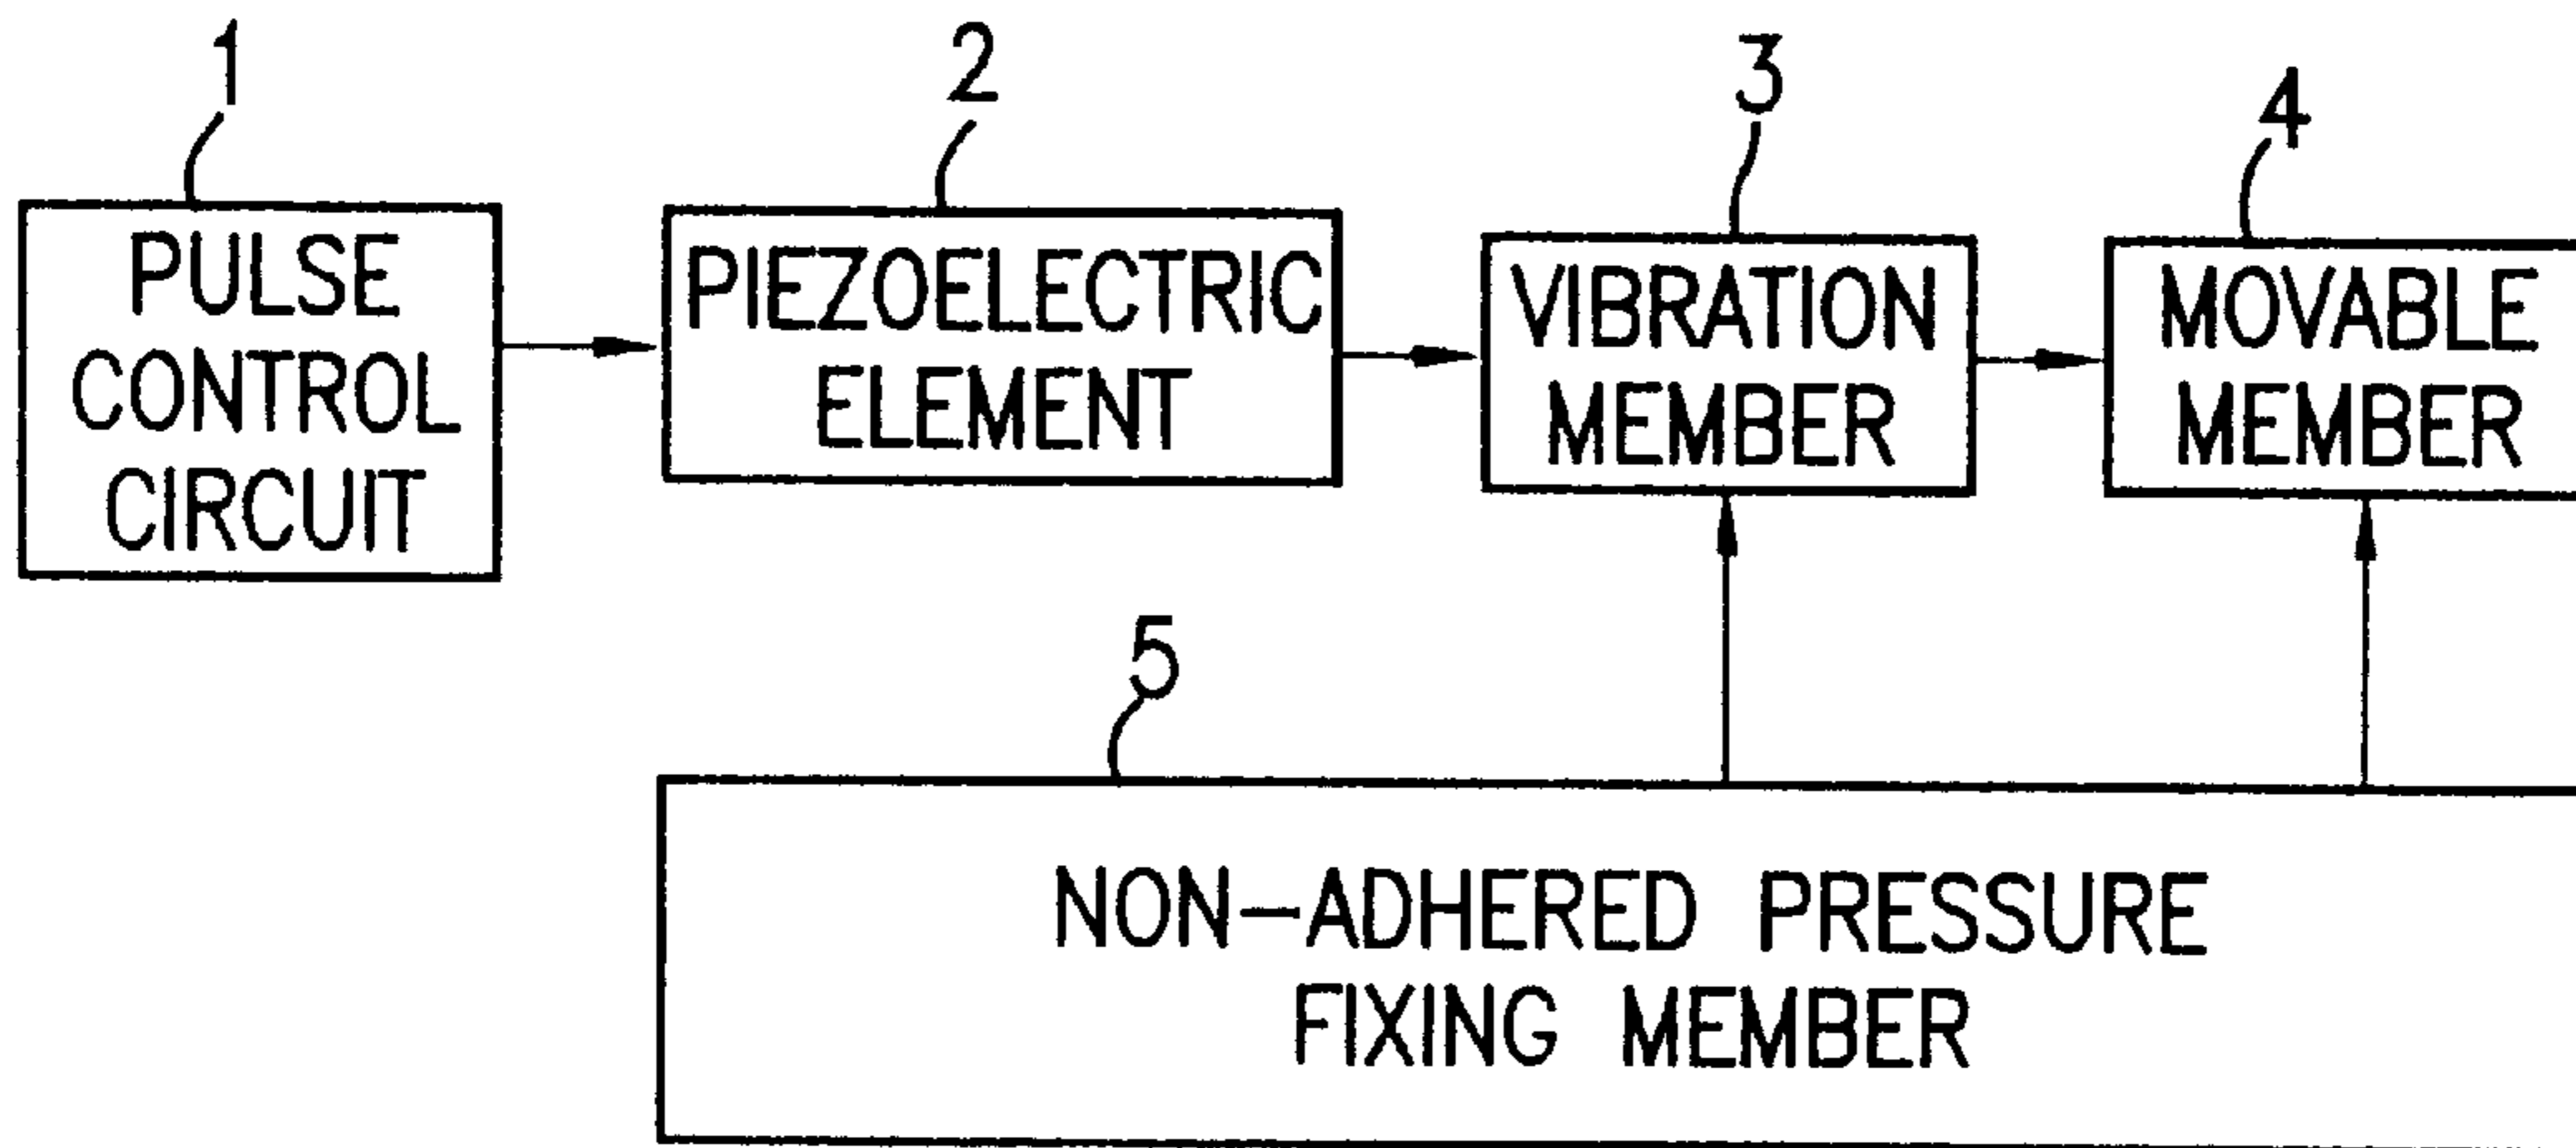 1
2
3
4
PULSE
CONTROL
CIRCUIT
PIEZOELECTRIC
ELEMENT
VIBRATION
MEMBER
MOVABLE
MEMBER
5
NON-ADHERED PRESSURE
FIXING MEMBER